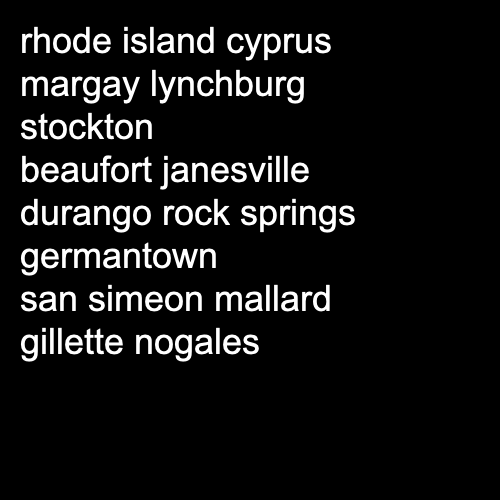 rhode island cyprus
margay lynchburg
stockton
beaufort janesville
durango rock springs
germantown
san simeon mallard
gillette nogales